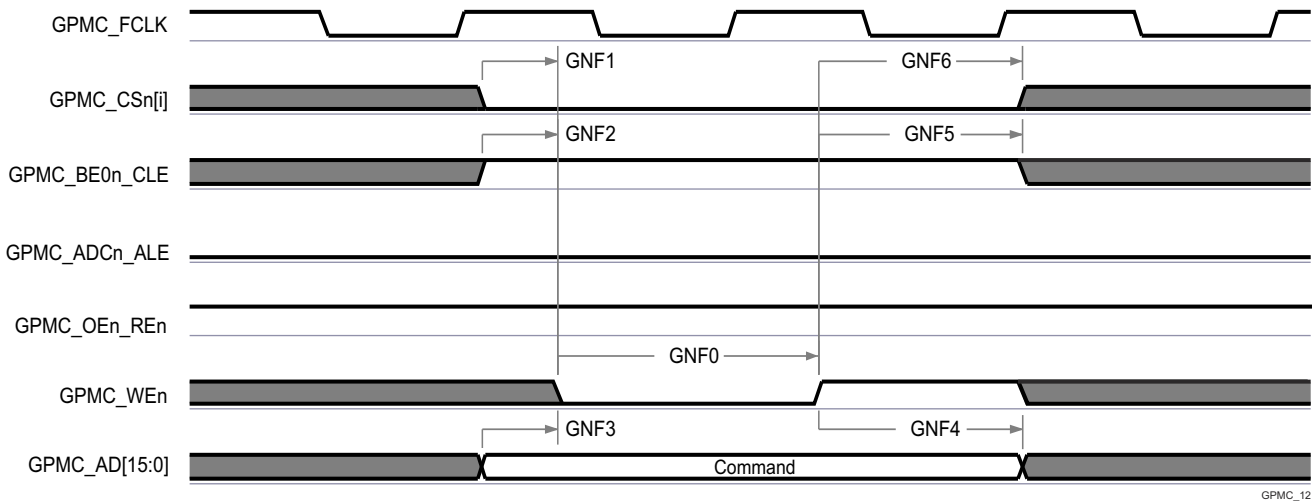 GPMC_FCLK
GNF1
GNF6
GPMC_CSn[i]
GNF2
GNF5
GPMC_BE0n_CLE
GPMC_ADCn_ALE
GPMC_OEn_REn
GNF0
GPMC_WEn
GNF3
GNF4
GPMC_AD[15:0]
Command
GPMC_12